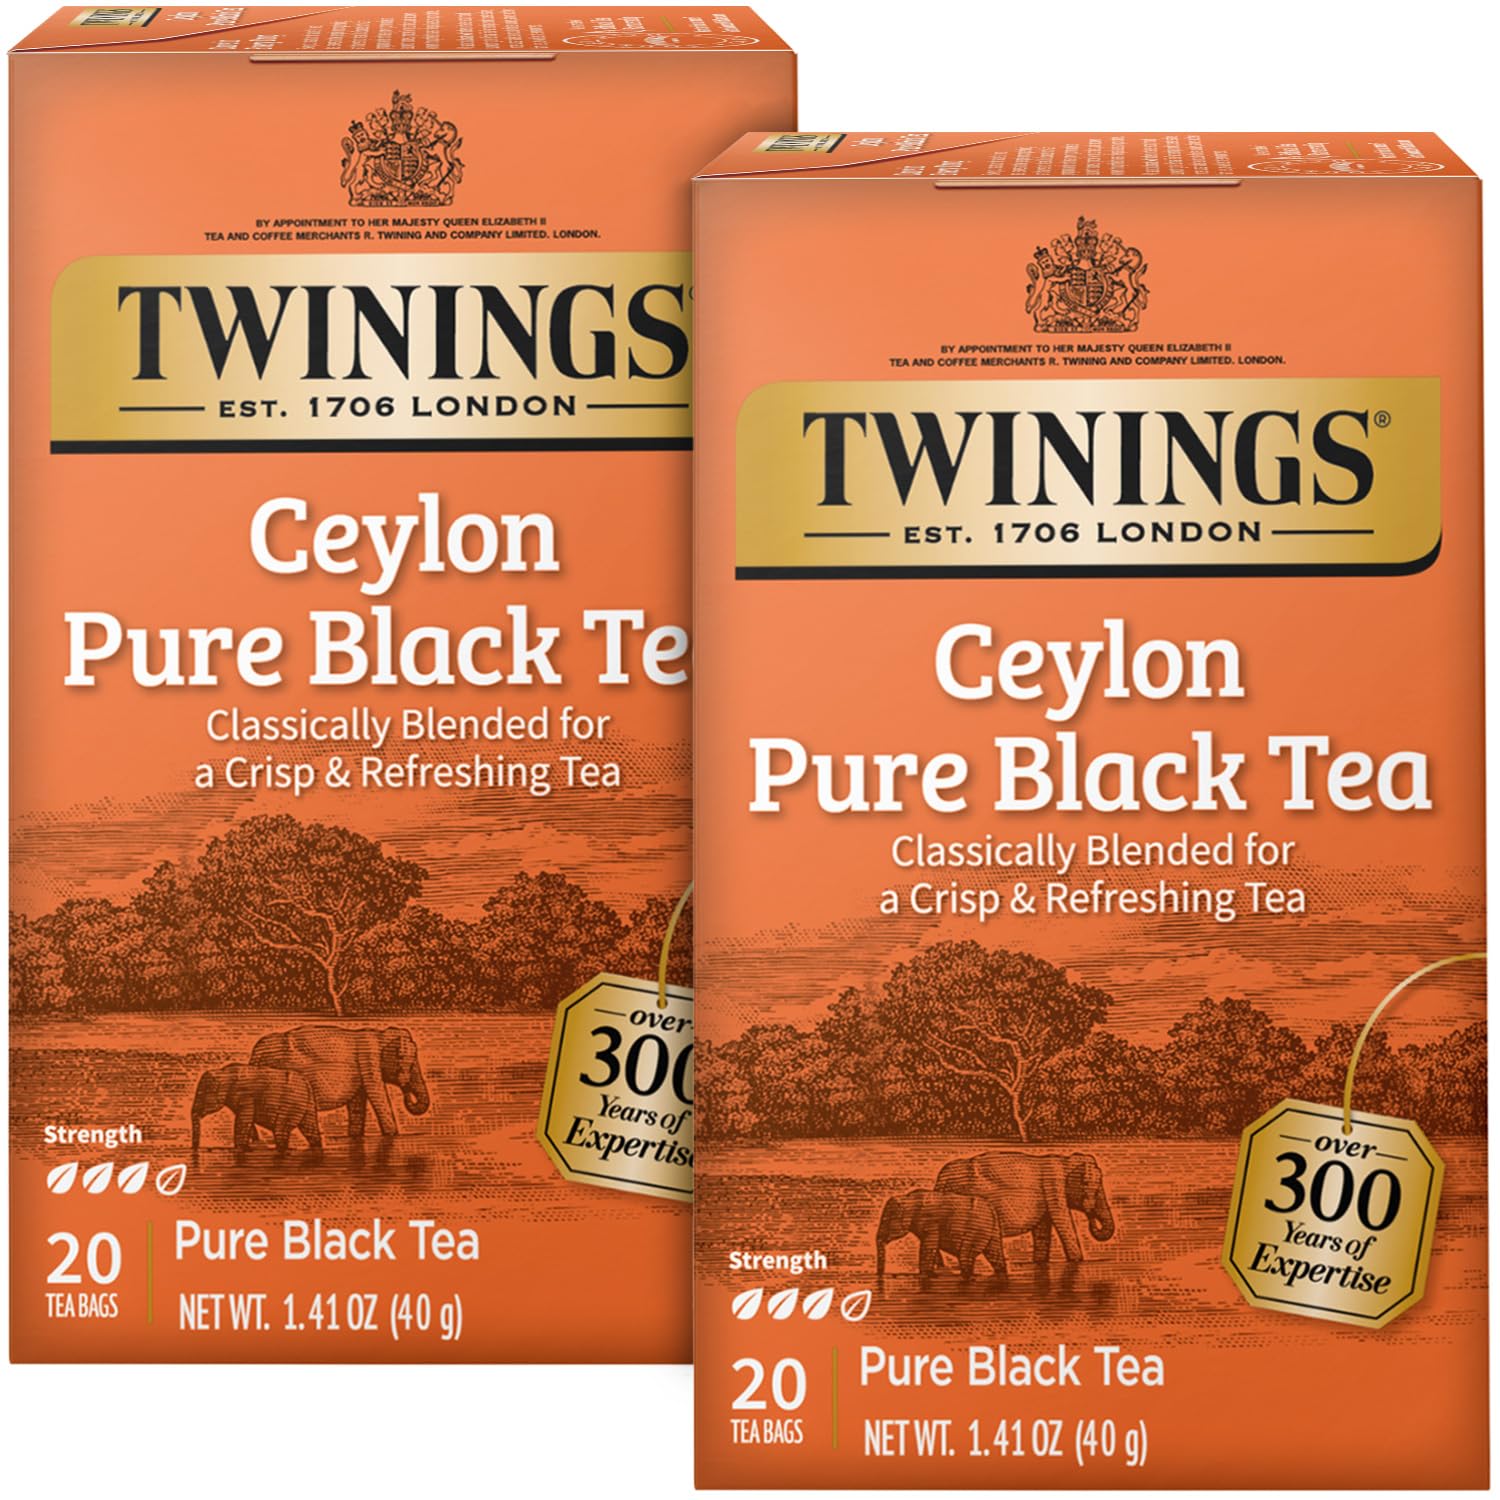 BY APPOINTMENT TO HER MAJESTY QUEEN ELIZABETH II
TEA AND COFFEE MERCHANTS R. TWINING AND COMPANY LIMITED. LONDON.
TWININGS
EST. 1706 LONDON
Ceylon
Pure Black Te
Classically Blended for
a Crisp & Refreshing Tea
over
300
Years of
Expertise
Strength
20
TEA BAGS
Pure Black Tea
NET WT. 1.41 OZ (40 g)
BY APPOINTMENT TO HER MAJESTY QUEEN ELIZABETH II
TEA AND COFFEE MERCHANTS R. TWINING AND COMPANY LIMITED. LONDON.
TWININGS®
EST. 1706 LONDON
Ceylon
Pure Black Tea
Classically Blended for
a Crisp & Refreshing Tea
over
300
Years of
Expertise
Strength
20
TEA BAGS
Pure Black Tea
NET WT. 1.41 OZ (40 g)